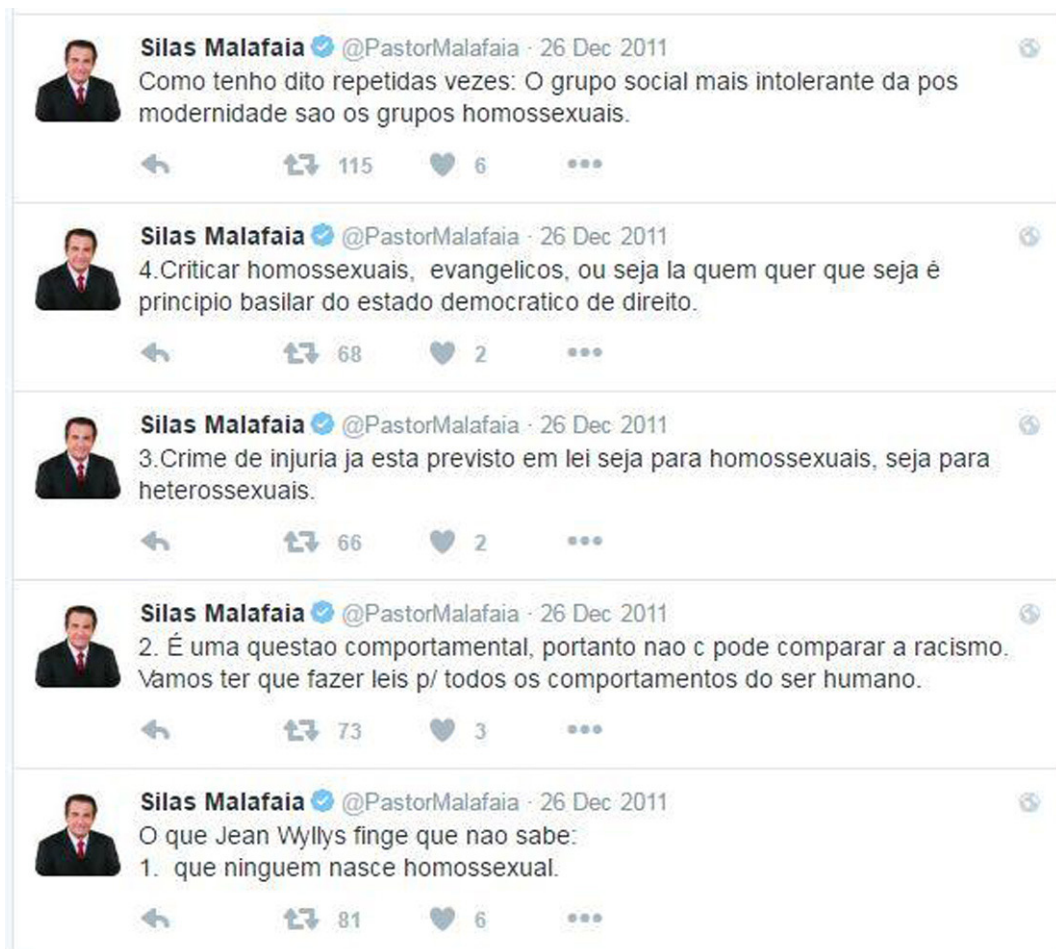 Silas Malafaia @PastorMalafaia · 26 Dec 2011
Como tenho dito repetidas vezes: O grupo social mais intolerante da pos
modernidade sao os grupos homossexuais.
115 6
Silas Malafaia @PastorMalafaia · 26 Dec 2011
4.Criticar homossexuais, evangelicos, ou seja la quem quer que seja é
principio basilar do estado democratico de direito.
68 2
Silas Malafaia @PastorMalafaia · 26 Dec 2011
3.Crime de injuria ja esta previsto em lei seja para homossexuais, seja para
heterossexuais.
66 2
Silas Malafaia @PastorMalafaia · 26 Dec 2011
2. É uma questao comportamental, portanto nao c pode comparar a racismo.
Vamos ter que fazer leis p/ todos os comportamentos do ser humano.
73 3
Silas Malafaia @PastorMalafaia · 26 Dec 2011
O que Jean Wyllys finge que nao sabe:
1. que ninguem nasce homossexual.
81 6